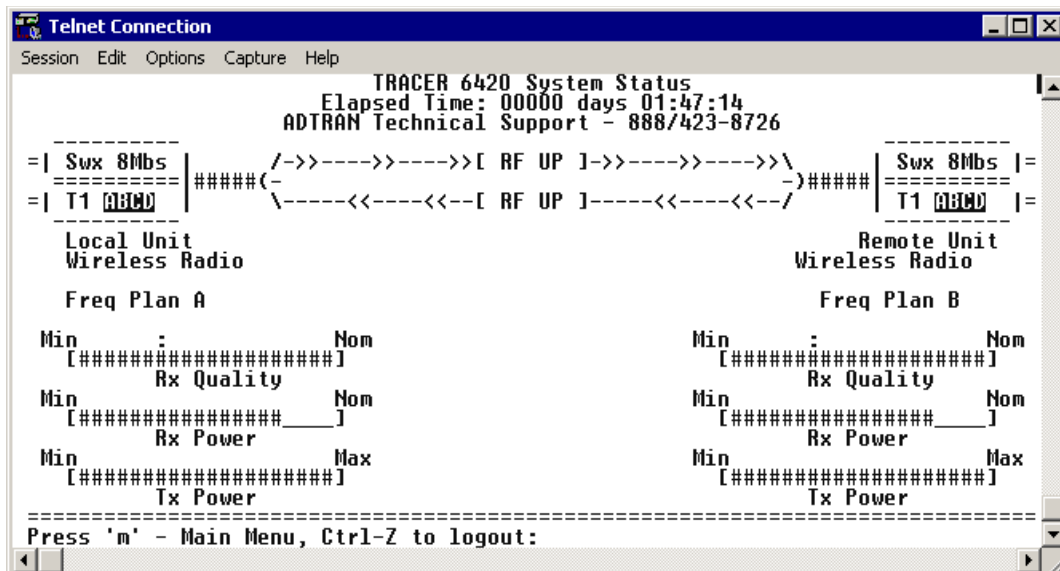 Telnet Connection
Session Edit Options Capture Help
TRACER 6420 System Status
Elapsed Time: 00000 days 01:47:14
ADTRAN Technical Support - 888/423-8726
----------                                                        ----------
=| Swx 8Mbs |      /->>---->>---->>[ RF UP ]->>---->>---->>\      | Swx 8Mbs |=
==========|#####(-                                        -)#####|==========
=| T1 ABCD  |      \-----<<----<<--[ RF UP ]-----<<----<<--/      | T1 ABCD  |=
----------                                                        ----------
Local Unit Remote Unit
Wireless Radio Wireless Radio
Freq Plan A Freq Plan B
Min : Nom Min : Nom
[####################] [####################]
Rx Quality Rx Quality
Min Nom Min Nom
[################____] [################____]
Rx Power Rx Power
Min Max Min Max
[####################] [####################]
Tx Power Tx Power
================================================================================
Press 'm' - Main Menu, Ctrl-Z to logout: